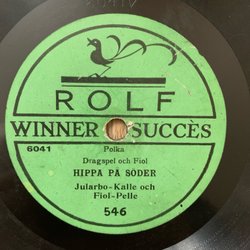 ROLF
WINNER SUCCÈS
6041
Polka
Dragspel och Fiol
HIPPA PÅ SÖDER
Jularbo-Kalle och
Fiol-Pelle
546